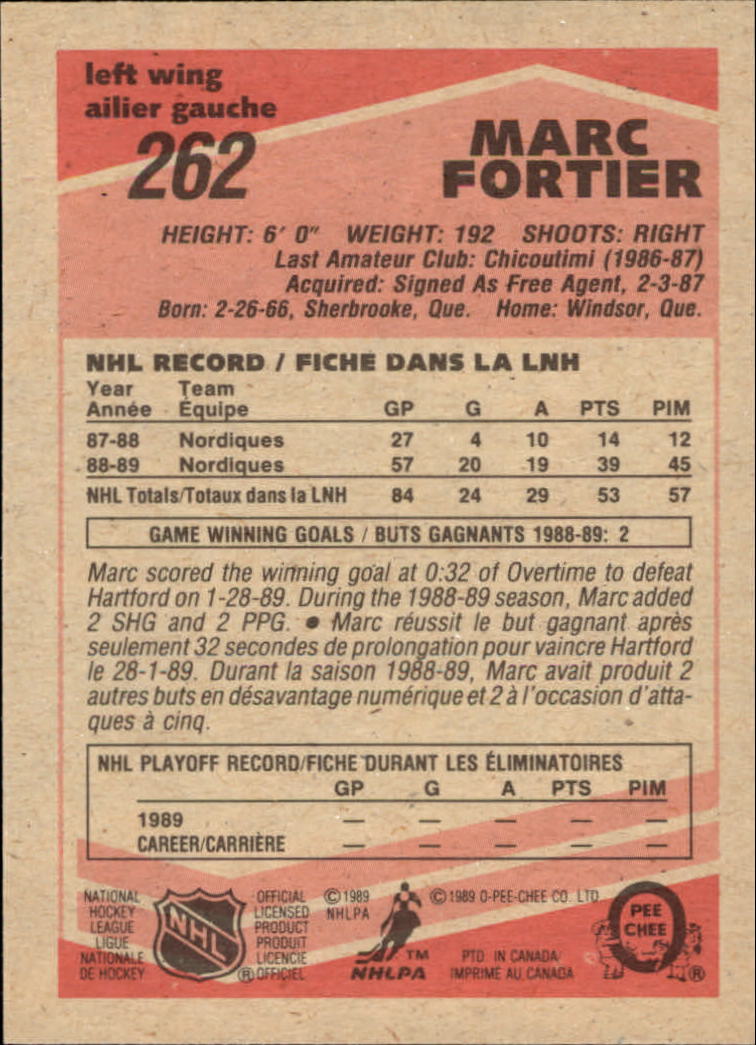 left wing
ailier gauche
262
MARC
FORTIER
HEIGHT: 6' 0" WEIGHT: 192 SHOOTS: RIGHT
Last Amateur Club: Chicoutimi (1986-87)
Acquired: Signed As Free Agent, 2-3-87
Born: 2-26-66, Sherbrooke, Que. Home: Windsor, Que.
NHL RECORD / FICHE DANS LA LNH
Year Team
Année Équipe GP G A PTS PIM
87-88 Nordiques 27 4 10 14 12
88-89 Nordiques 57 20 19 39 45
NHL Totals/Totaux dans la LNH 84 24 29 53 57
GAME WINNING GOALS / BUTS GAGNANTS 1988-89: 2
Marc scored the winning goal at 0:32 of Overtime to defeat
Hartford on 1-28-89. During the 1988-89 season, Marc added
2 SHG and 2 PPG. ● Marc réussit le but gagnant après
seulement 32 secondes de prolongation pour vaincre Hartford
le 28-1-89. Durant la saison 1988-89, Marc avait produit 2
autres buts en désavantage numérique et 2 à l'occasion d'atta-
ques à cinq.
NHL PLAYOFF RECORD/FICHE DURANT LES ÉLIMINATOIRES
GP G A PTS PIM
1989 — — — — —
CAREER/CARRIÈRE — — — — —
NATIONAL
HOCKEY
LEAGUE
LIGUE
NATIONALE
DE HOCKEY
NHL
®
OFFICIAL
LICENSED
PRODUCT
PRODUIT
LICENCIE
OFFICIEL
©1989
NHLPA
TM
NHLPA
©1989 O-PEE-CHEE CO. LTD.
PTD. IN CANADA/
IMPRIMÉ AU CANADA
O
PEE
CHEE
®